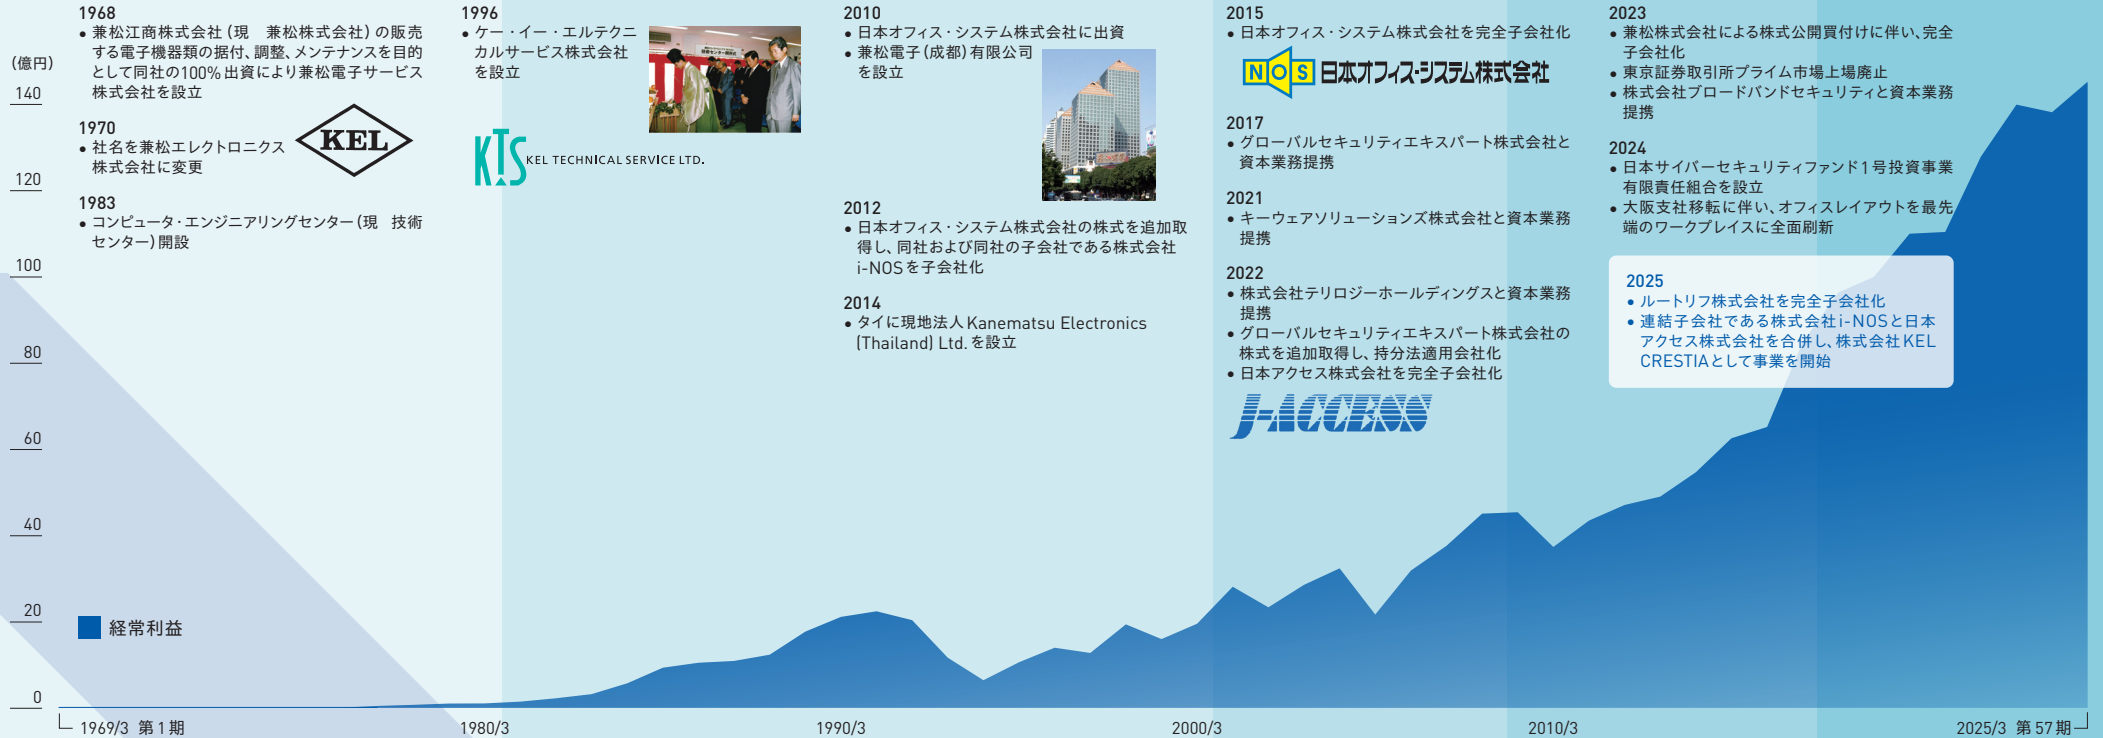 (億円)
140
120
100
80
60
40
20
0
経常利益
1968
• 兼松江商株式会社（現　兼松株式会社）の販売
する電子機器類の据付、調整、メンテナンスを目的
として同社の100％出資により兼松電子サービス
株式会社を設立
1970
• 社名を兼松エレクトロニクス
株式会社に変更
KEL
1983
• コンピュータ・エンジニアリングセンター（現　技術
センター）開設
1996
• ケー・イー・エルテクニ
カルサービス株式会社
を設立
KTS KEL TECHNICAL SERVICE LTD.
2010
• 日本オフィス・システム株式会社に出資
• 兼松電子（成都）有限公司
を設立
2012
• 日本オフィス・システム株式会社の株式を追加取
得し、同社および同社の子会社である株式会社
i-NOSを子会社化
2014
• タイに現地法人Kanematsu Electronics
(Thailand) Ltd.を設立
2015
• 日本オフィス・システム株式会社を完全子会社化
NOS 日本オフィス・システム株式会社
2017
• グローバルセキュリティエキスパート株式会社と
資本業務提携
2021
• キーウェアソリューションズ株式会社と資本業務
提携
2022
• 株式会社テリロジーホールディングスと資本業務
提携
• グローバルセキュリティエキスパート株式会社の
株式を追加取得し、持分法適用会社化
• 日本アクセス株式会社を完全子会社化
J-ACCESS
2023
• 兼松株式会社による株式公開買付けに伴い、完全
子会社化
• 東京証券取引所プライム市場上場廃止
• 株式会社ブロードバンドセキュリティと資本業務
提携
2024
• 日本サイバーセキュリティファンド1号投資事業
有限責任組合を設立
• 大阪支社移転に伴い、オフィスレイアウトを最先
端のワークプレイスに全面刷新
2025
• ルートリフ株式会社を完全子会社化
• 連結子会社である株式会社i-NOSと日本
アクセス株式会社を合併し、株式会社KEL
CRESTIAとして事業を開始
1969/3 第1期
1980/3
1990/3
2000/3
2010/3
2025/3 第57期